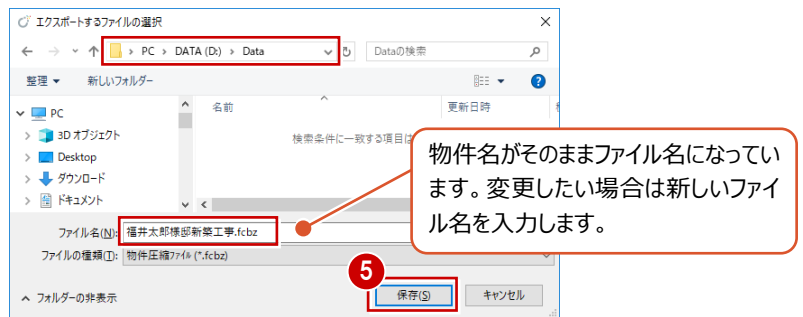 エクスポートするファイルの選択
PC > DATA (D:) > Data
Dataの検索
整理 新しいフォルダー
PC
3D オブジェクト
Desktop
ダウンロード
ドキュメント
名前 更新日時
検索条件に一致する項目は
物件名がそのままファイル名になってい
ます。変更したい場合は新しいファイ
ル名を入力します。
ファイル名(N): 福井太郎様邸新築工事.fcbz
ファイルの種類(T): 物件圧縮ファイル (*.fcbz)
5
フォルダーの非表示
保存(S) キャンセル